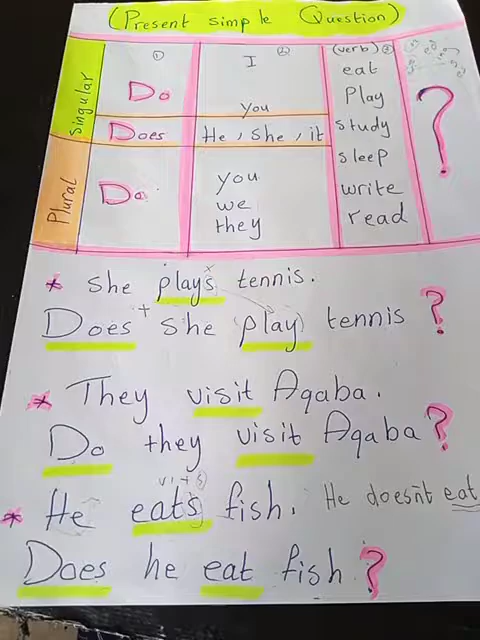 (Present simple Question)
Singular
Plural
① ② (verb) ③
Do
I
you
Does
He, she, it
Do
you
we
they
eat
Play
study
sleep
write
read
?
* she plays tennis.
Does + she play tennis ?
* They visit Aqaba.
Do they visit Aqaba ?
v1 + s
* He eats fish. He doesn't eat
Does he eat fish ?